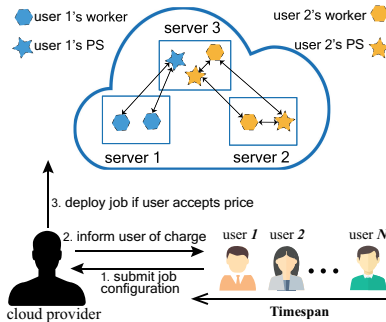 user 1's worker
user 2's worker
server 3
user 1's PS
user 2's PS
server 1
server 2
3. deploy job if user accepts price
2. inform user of charge
user 1
user 2
user N
1. submit job
configuration
cloud provider
Timespan